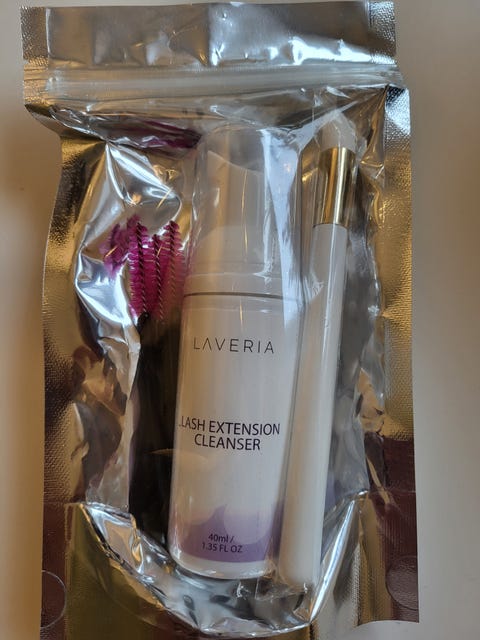 LAVERIA
LASH EXTENSION
CLEANSER
40ml /
1.35 FL OZ